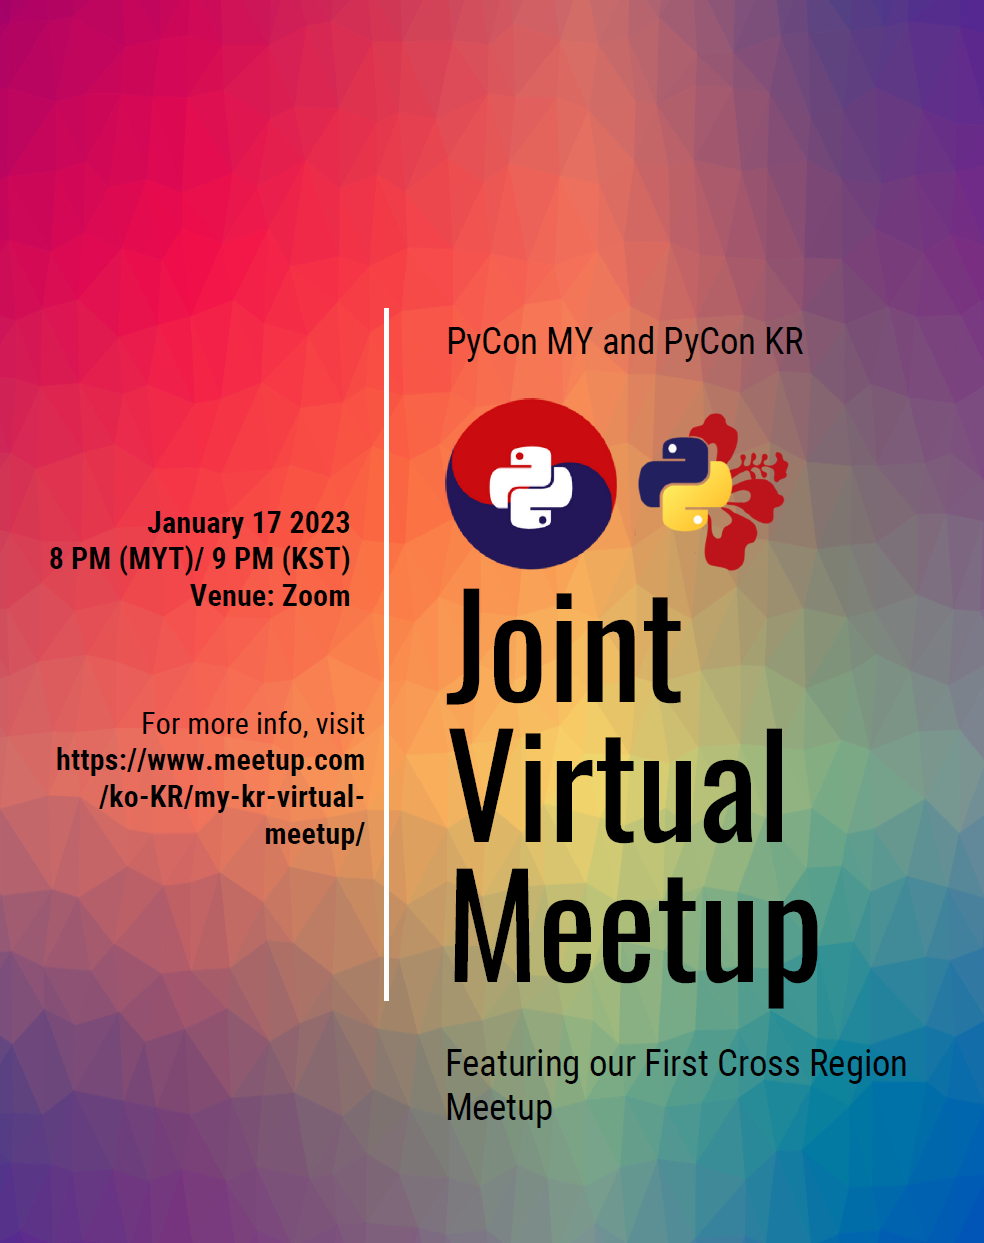 PyCon MY and PyCon KR
January 17 2023
8 PM (MYT)/ 9 PM (KST)
Venue: Zoom
For more info, visit
https://www.meetup.com
/ko-KR/my-kr-virtual-
meetup/
Joint
Virtual
Meetup
Featuring our First Cross Region
Meetup